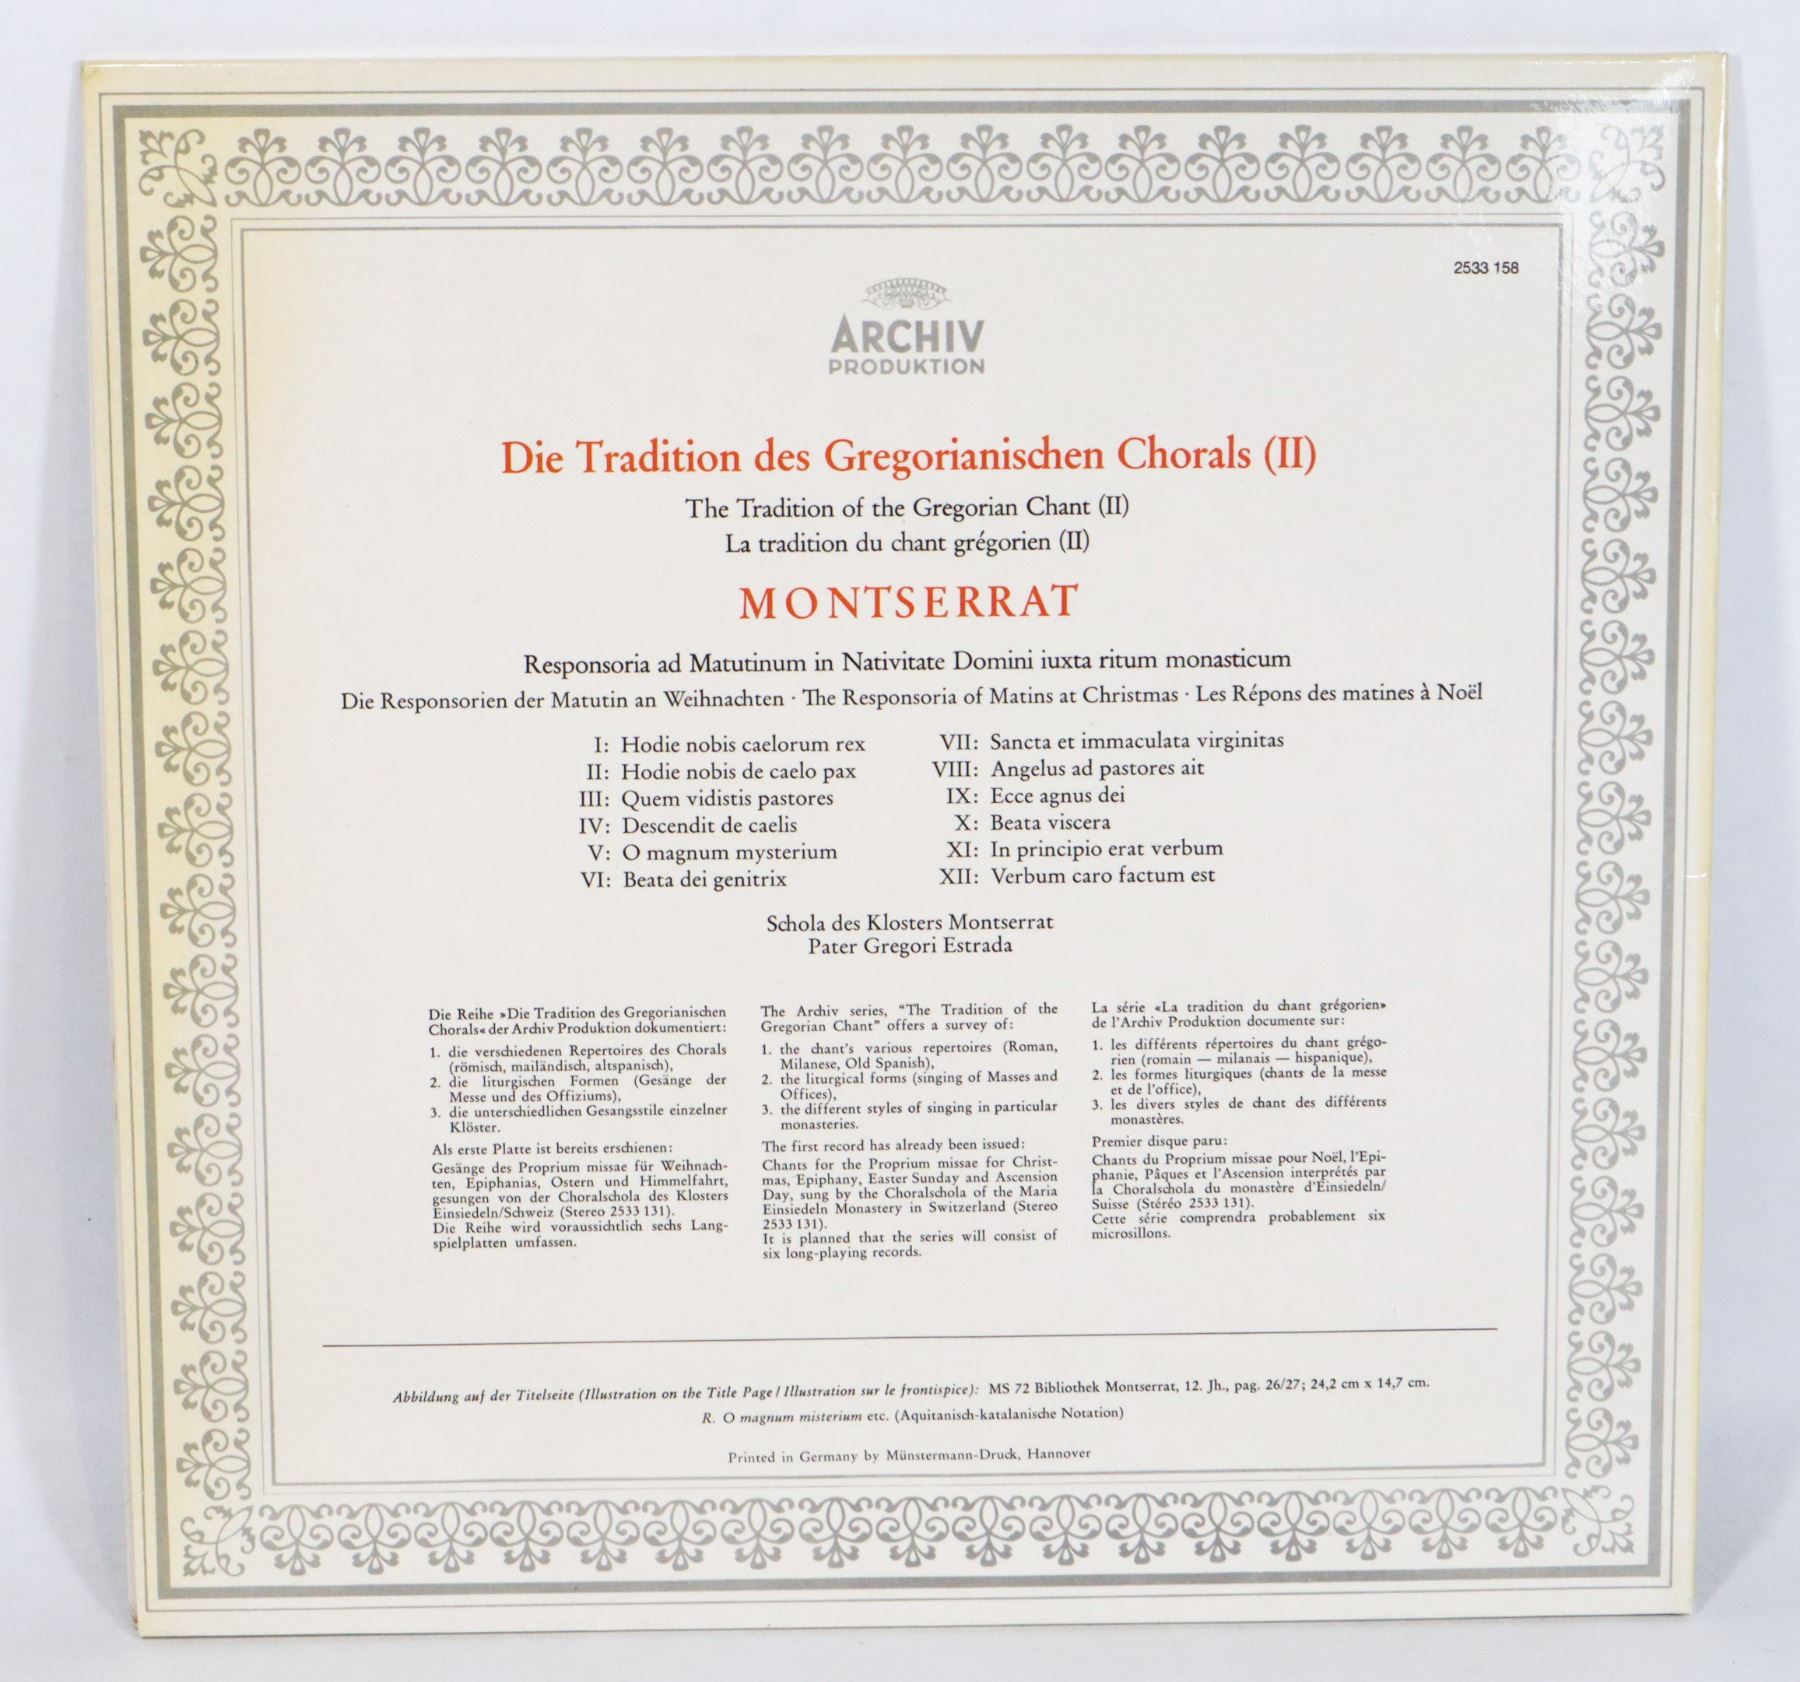 2533 158
ARCHIV
PRODUKTION
Die Tradition des Gregorianischen Chorals (II)
The Tradition of the Gregorian Chant (II)
La tradition du chant grégorien (II)
MONTSERRAT
Responsoria ad Matutinum in Nativitate Domini iuxta ritum monasticum
Die Responsorien der Matutin an Weihnachten · The Responsoria of Matins at Christmas · Les Répons des matines à Noël
I: Hodie nobis caelorum rex
II: Hodie nobis de caelo pax
III: Quem vidistis pastores
IV: Descendit de caelis
V: O magnum mysterium
VI: Beata dei genitrix
VII: Sancta et immaculata virginitas
VIII: Angelus ad pastores ait
IX: Ecce agnus dei
X: Beata viscera
XI: In principio erat verbum
XII: Verbum caro factum est
Schola des Klosters Montserrat
Pater Gregori Estrada
Die Reihe »Die Tradition des Gregorianischen
Chorals« der Archiv Produktion dokumentiert:
1. die verschiedenen Repertoires des Chorals
(römisch, mailändisch, altspanisch),
2. die liturgischen Formen (Gesänge der
Messe und des Offiziums),
3. die unterschiedlichen Gesangsstile einzelner
Klöster.
Als erste Platte ist bereits erschienen:
Gesänge des Proprium missae für Weihnach-
ten, Epiphanias, Ostern und Himmelfahrt,
gesungen von der Choralschola des Klosters
Einsiedeln/Schweiz (Stereo 2533 131).
Die Reihe wird voraussichtlich sechs Lang-
spielplatten umfassen.
The Archiv series, "The Tradition of the
Gregorian Chant" offers a survey of:
1. the chant's various repertoires (Roman,
Milanese, Old Spanish),
2. the liturgical forms (singing of Masses and
Offices),
3. the different styles of singing in particular
monasteries.
The first record has already been issued:
Chants for the Proprium missae for Christ-
mas, Epiphany, Easter Sunday and Ascension
Day, sung by the Choralschola of the Maria
Einsiedeln Monastery in Switzerland (Stereo
2533 131).
It is planned that the series will consist of
six long-playing records.
La série «La tradition du chant grégorien»
de l'Archiv Produktion documente sur:
1. les différents répertoires du chant grégo-
rien (romain — milanais — hispanique),
2. les formes liturgiques (chants de la messe
et de l'office),
3. les divers styles de chant des différents
monastères.
Premier disque paru:
Chants du Proprium missae pour Noël, l'Epi-
phanie, Pâques et l'Ascension interprétés par
la Choralschola du monastère d'Einsiedeln/
Suisse (Stéréo 2533 131).
Cette série comprendra probablement six
microsillons.
Abbildung auf der Titelseite (Illustration on the Title Page / Illustration sur le frontispice): MS 72 Bibliothek Montserrat, 12. Jh., pag. 26/27; 24,2 cm x 14,7 cm.
R. O magnum misterium etc. (Aquitanisch-katalanische Notation)
Printed in Germany by Münstermann-Druck, Hannover